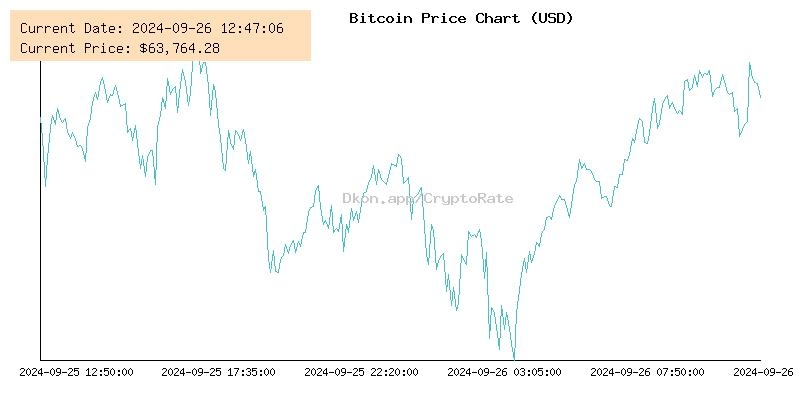 Bitcoin Price Chart (USD)
Current Date: 2024-09-26 12:47:06
Current Price: $63,764.28
Dkon.app/CryptoRate
2024-09-25 12:50:00 2024-09-25 17:35:00 2024-09-25 22:20:00 2024-09-26 03:05:00 2024-09-26 07:50:00 2024-09-26